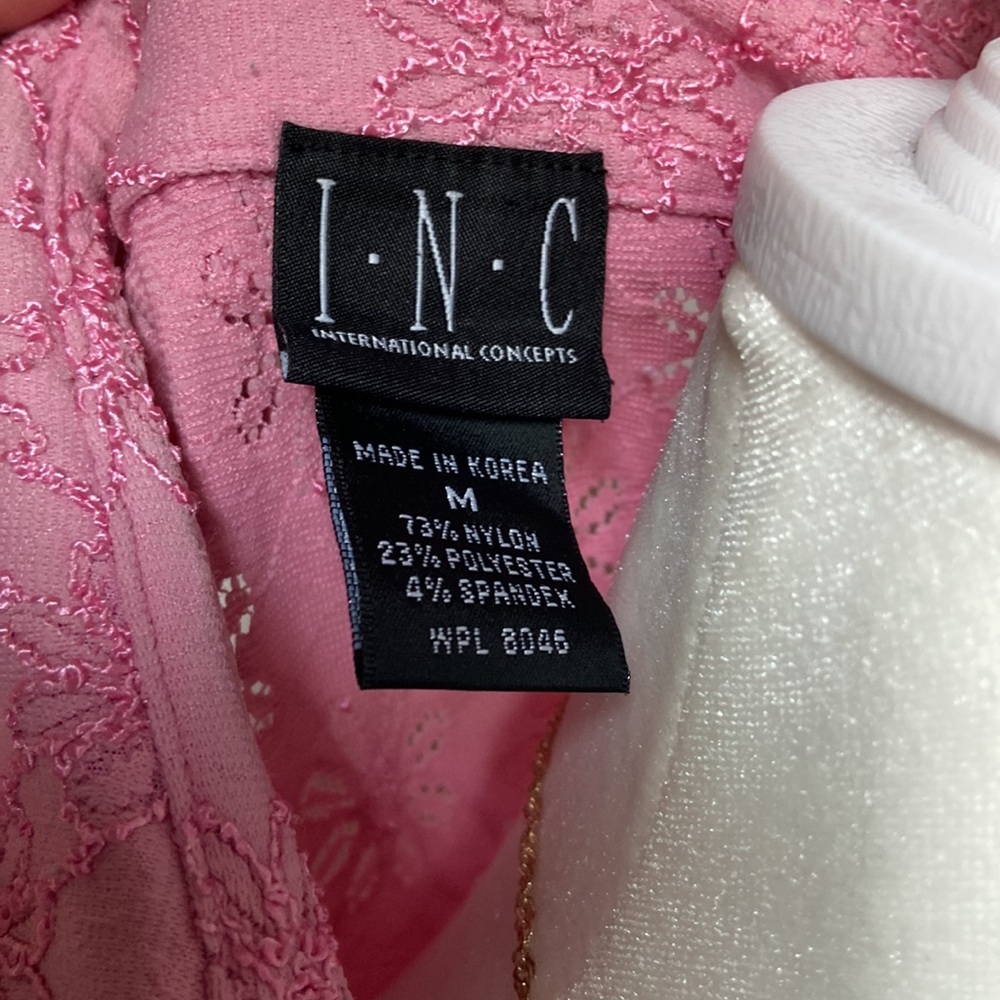 I·N·C
INTERNATIONAL CONCEPTS
MADE IN KOREA
M
73% NYLON
23% POLYESTER
4% SPANDEX
WPL 8046